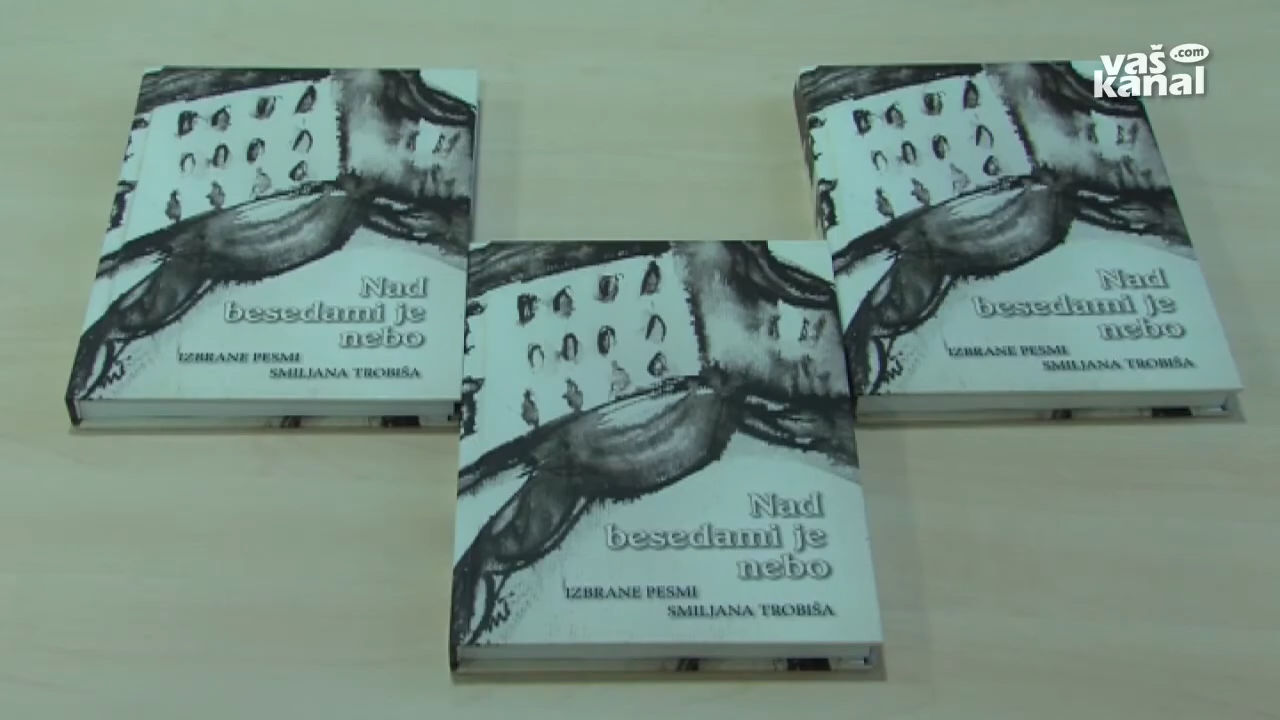 vaš
.com
kanal
Nad
besedami je
nebo
IZBRANE PESMI
SMILJANA TROBIŠA
Nad
besedami je
nebo
IZBRANE PESMI
SMILJANA TROBIŠA
Nad
besedami je
nebo
IZBRANE PESMI
SMILJANA TROBIŠA